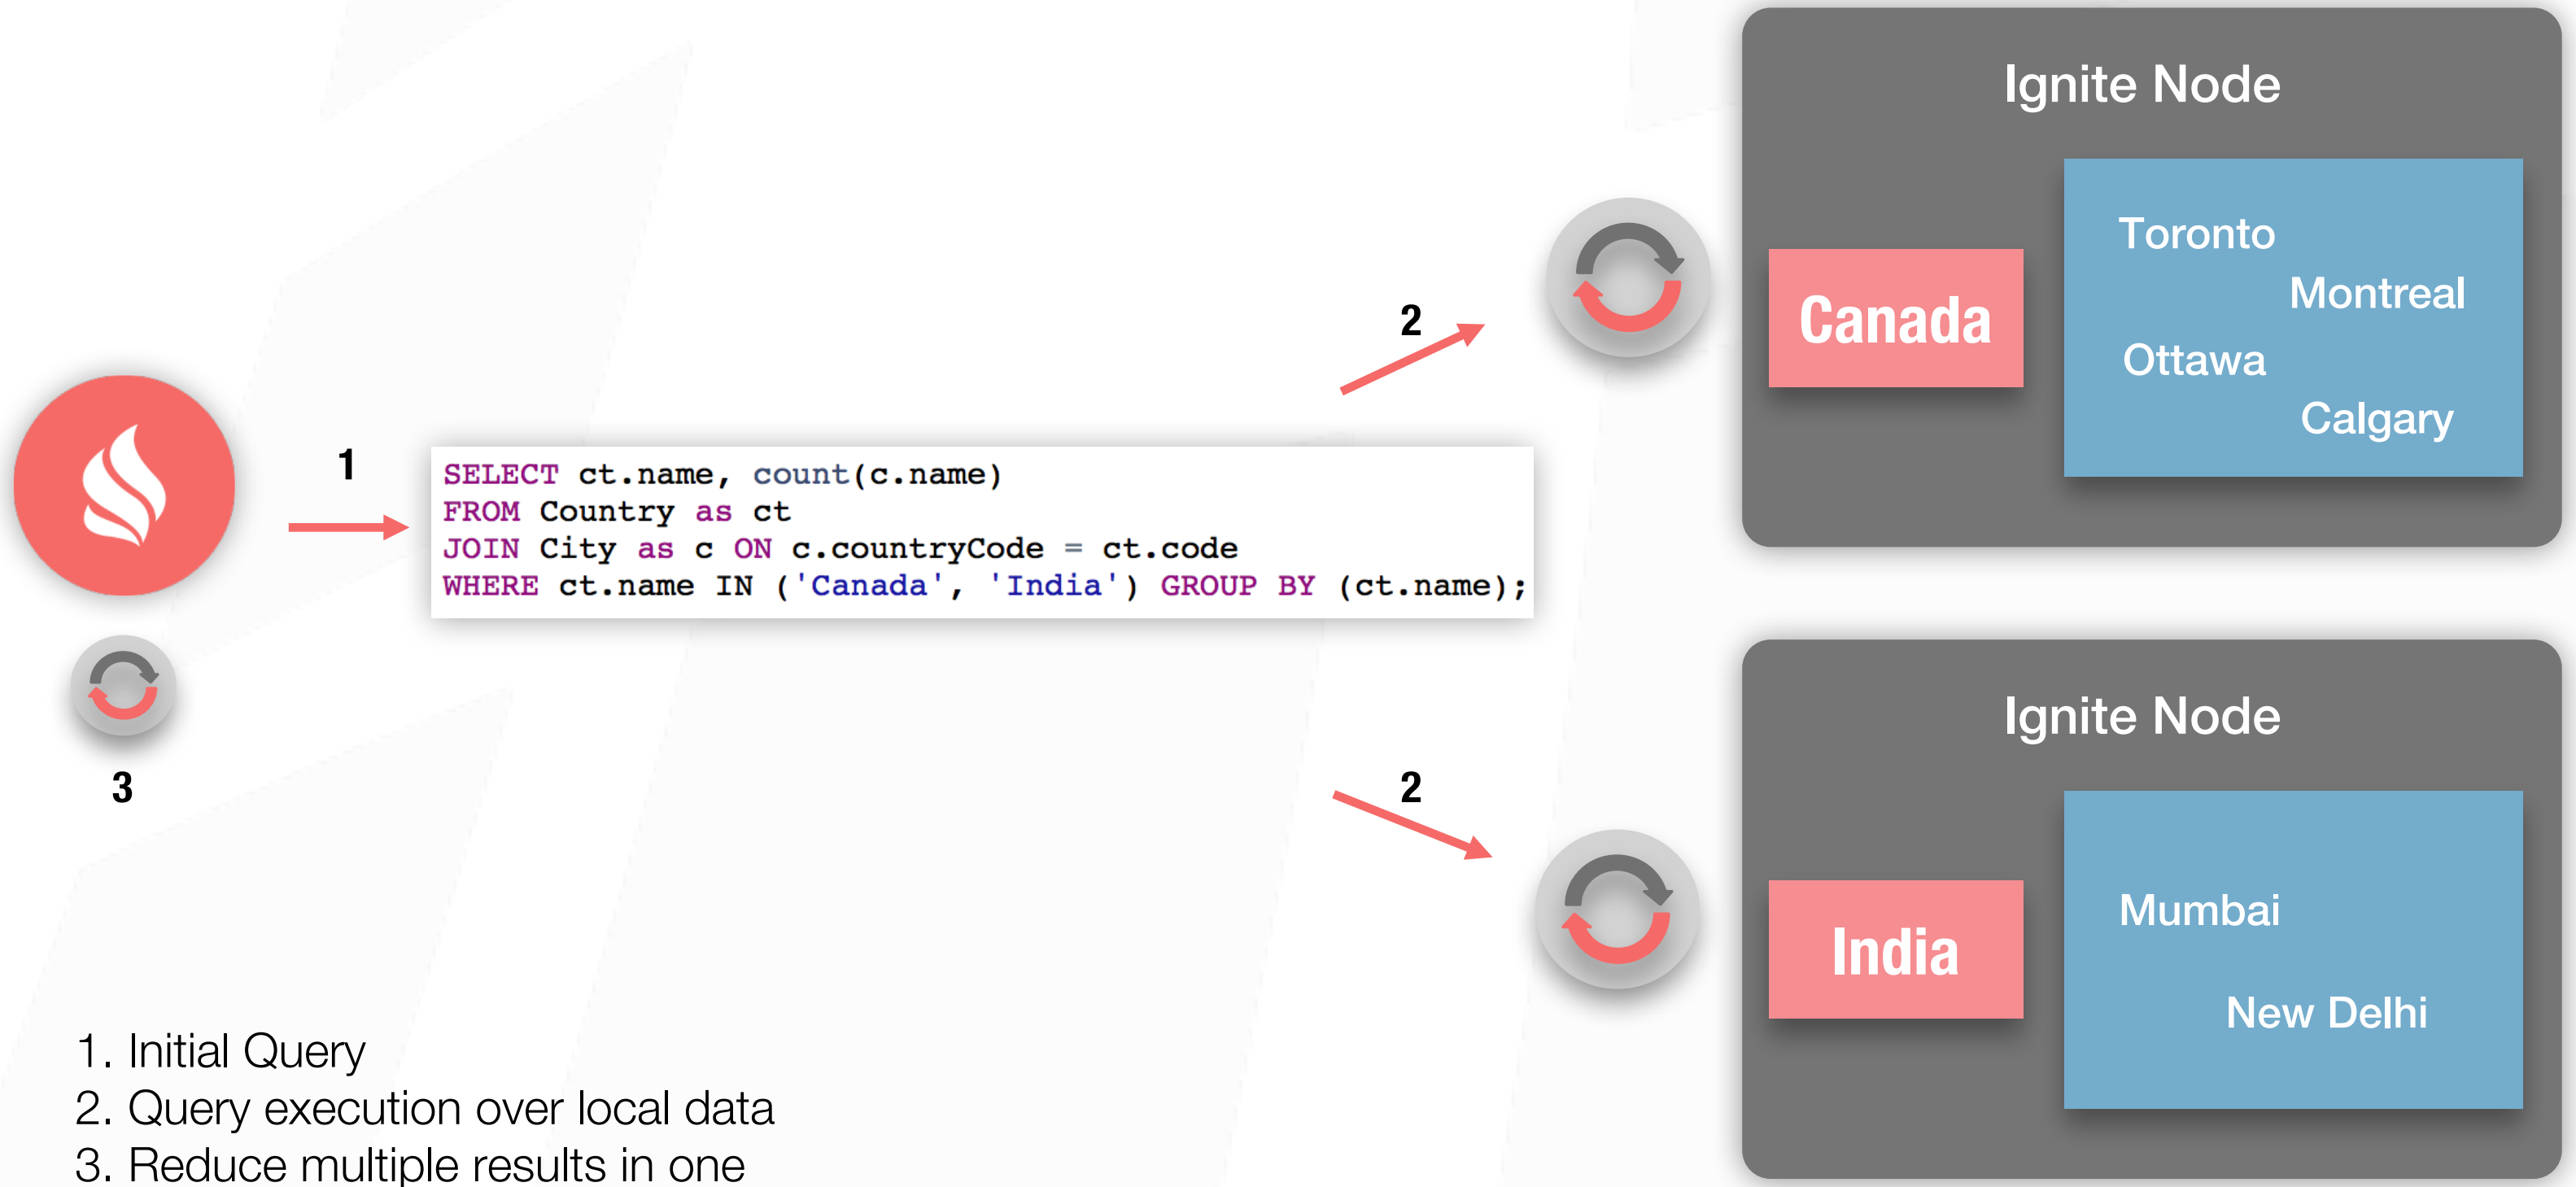 Ignite Node
Toronto
Montreal
Canada
Ottawa
Calgary
2
1
SELECT ct.name, count(c.name)
FROM Country as ct
JOIN City as c ON c.countryCode = ct.code
WHERE ct.name IN ('Canada', 'India') GROUP BY (ct.name);
3
2
Ignite Node
Mumbai
India
New Delhi
1. Initial Query
2. Query execution over local data
3. Reduce multiple results in one